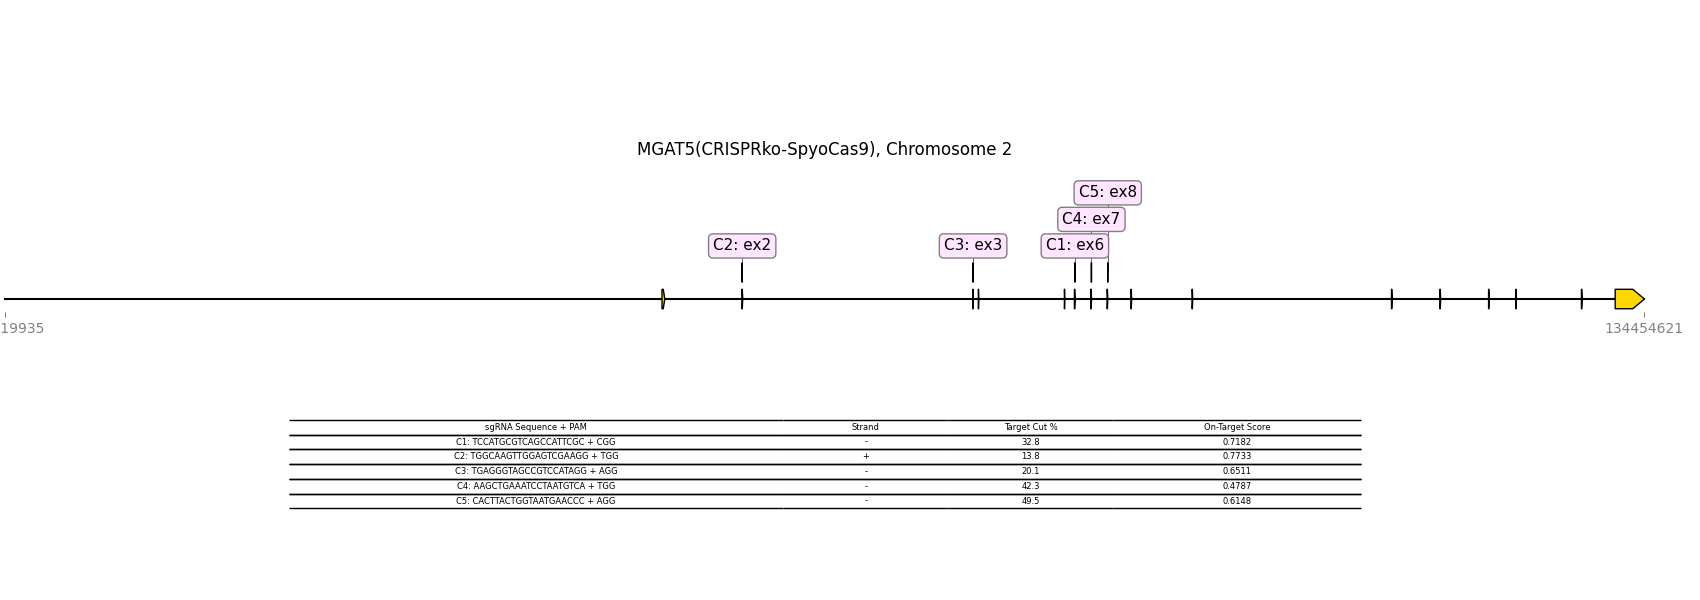 MGAT5(CRISPRko-SpyoCas9), Chromosome 2
C5: ex8
C4: ex7
C2: ex2 C3: ex3 C1: ex6
19935 134454621
sgRNA Sequence + PAM Strand Target Cut % On-Target Score
C1: TCCATGCGTCAGCCATTCGC + CGG - 32.8 0.7182
C2: TGGCAAGTTGGAGTCGAAGG + TGG + 13.8 0.7733
C3: TGAGGGTAGCCGTCCATAGG + AGG - 20.1 0.6511
C4: AAGCTGAAATCCTAATGTCA + TGG - 42.3 0.4787
C5: CACTTACTGGTAATGAACCC + AGG - 49.5 0.6148